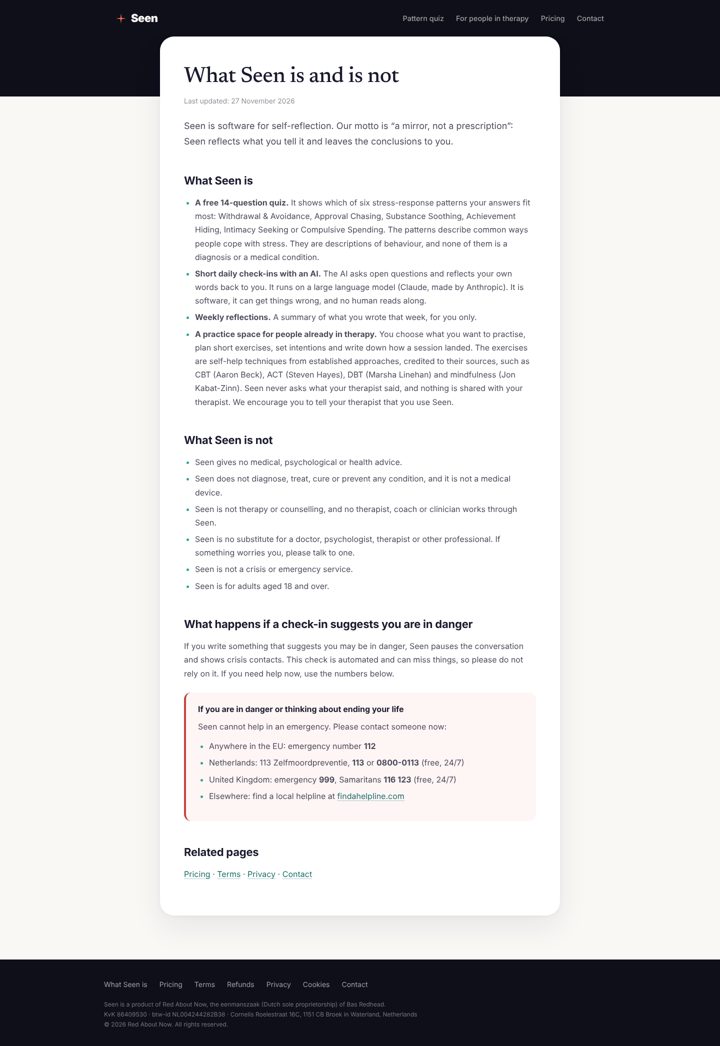 Seen
Pattern quiz For people in therapy Pricing Contact
What Seen is and is not
Last updated: 27 November 2026
Seen is software for self-reflection. Our motto is “a mirror, not a prescription”:
Seen reflects what you tell it and leaves the conclusions to you.
What Seen is
• A free 14-question quiz. It shows which of six stress-response patterns your answers fit
most: Withdrawal & Avoidance, Approval Chasing, Substance Soothing, Achievement
Hiding, Intimacy Seeking or Compulsive Spending. The patterns describe common ways
people cope with stress. They are descriptions of behaviour, and none of them is a
diagnosis or a medical condition.
• Short daily check-ins with an AI. The AI asks open questions and reflects your own
words back to you. It runs on a large language model (Claude, made by Anthropic). It is
software, it can get things wrong, and no human reads along.
• Weekly reflections. A summary of what you wrote that week, for you only.
• A practice space for people already in therapy. You choose what you want to practise,
plan short exercises, set intentions and write down how a session landed. The exercises
are self-help techniques from established approaches, credited to their sources, such as
CBT (Aaron Beck), ACT (Steven Hayes), DBT (Marsha Linehan) and mindfulness (Jon
Kabat-Zinn). Seen never asks what your therapist said, and nothing is shared with your
therapist. We encourage you to tell your therapist that you use Seen.
What Seen is not
• Seen gives no medical, psychological or health advice.
• Seen does not diagnose, treat, cure or prevent any condition, and it is not a medical
device.
• Seen is not therapy or counselling, and no therapist, coach or clinician works through
Seen.
• Seen is no substitute for a doctor, psychologist, therapist or other professional. If
something worries you, please talk to one.
• Seen is not a crisis or emergency service.
• Seen is for adults aged 18 and over.
What happens if a check-in suggests you are in danger
If you write something that suggests you may be in danger, Seen pauses the conversation
and shows crisis contacts. This check is automated and can miss things, so please do not
rely on it. If you need help now, use the numbers below.
If you are in danger or thinking about ending your life
Seen cannot help in an emergency. Please contact someone now:
• Anywhere in the EU: emergency number 112
• Netherlands: 113 Zelfmoordpreventie, 113 or 0800-0113 (free, 24/7)
• United Kingdom: emergency 999, Samaritans 116 123 (free, 24/7)
• Elsewhere: find a local helpline at findahelpline.com
Related pages
Pricing · Terms · Privacy · Contact
What Seen is Pricing Terms Refunds Privacy Cookies Contact
Seen is a product of Red About Now, the eenmanszaak (Dutch sole proprietorship) of Bas Redhead.
KvK 86409530 · btw-id NL004244282B38 · Cornelis Roelestraat 16C, 1151 CB Broek in Waterland, Netherlands
© 2026 Red About Now. All rights reserved.